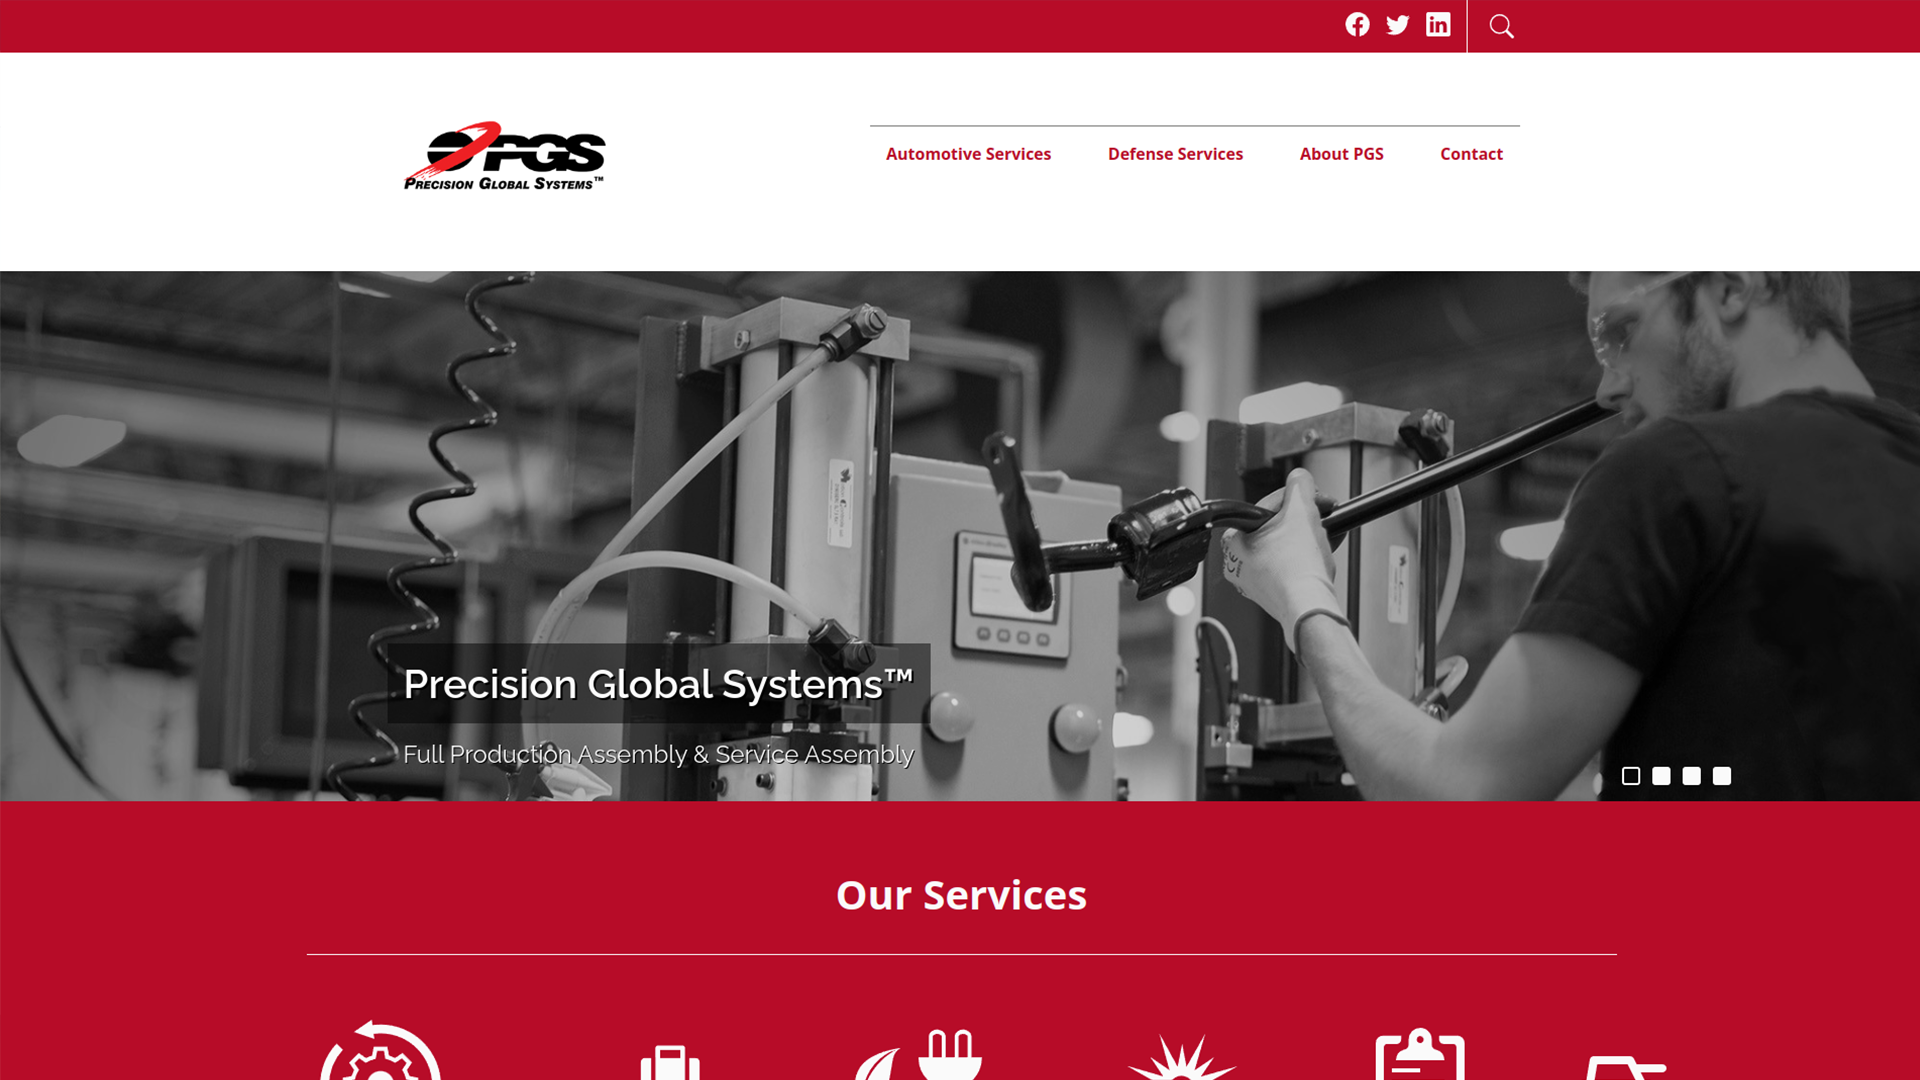 PGS
PRECISION GLOBAL SYSTEMS™
Automotive Services
Defense Services
About PGS
Contact
Precision Global Systems™
Full Production Assembly & Service Assembly
Our Services